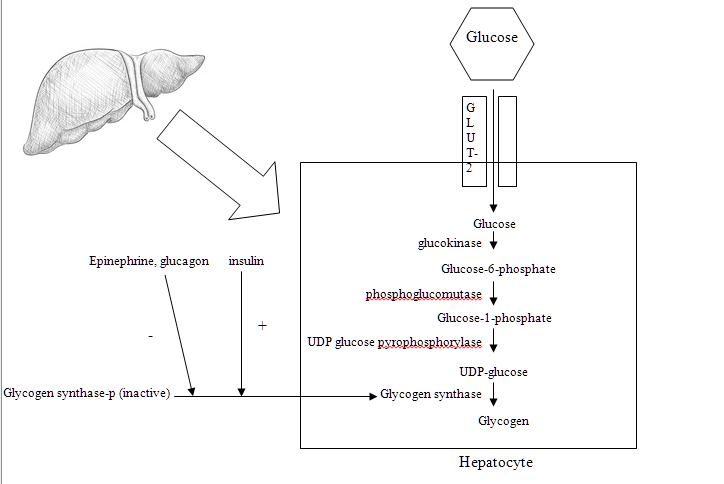 Glucose
G
L
U
T-
2
Glucose
glucokinase
Epinephrine, glucagon
insulin
Glucose-6-phosphate
phosphoglucomutase
Glucose-1-phosphate
-
+
UDP glucose pyrophosphorylase
UDP-glucose
Glycogen synthase-p (inactive)
Glycogen synthase
Glycogen
Hepatocyte